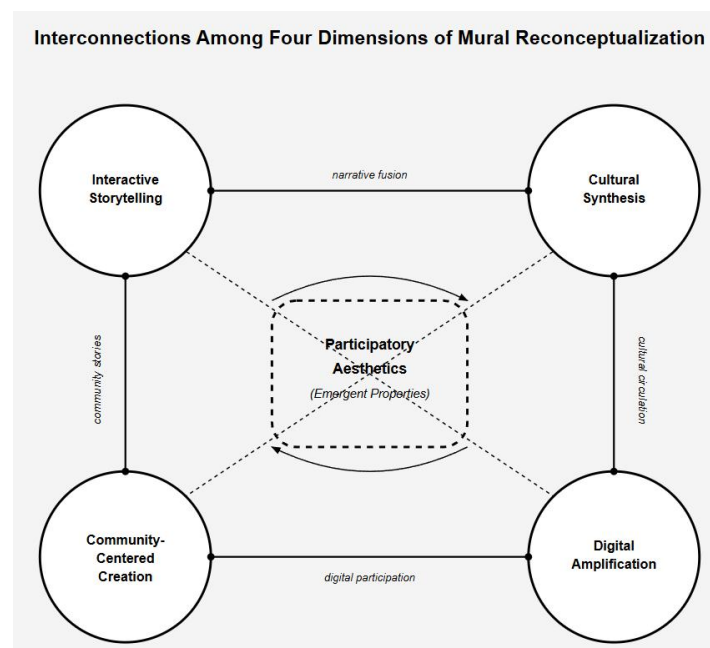 Interconnections Among Four Dimensions of Mural Reconceptualization
Interactive
Storytelling
narrative fusion
Cultural
Synthesis
community stories
Participatory
Aesthetics
(Emergent Properties)
cultural circulation
Community-
Centered
Creation
digital participation
Digital
Amplification